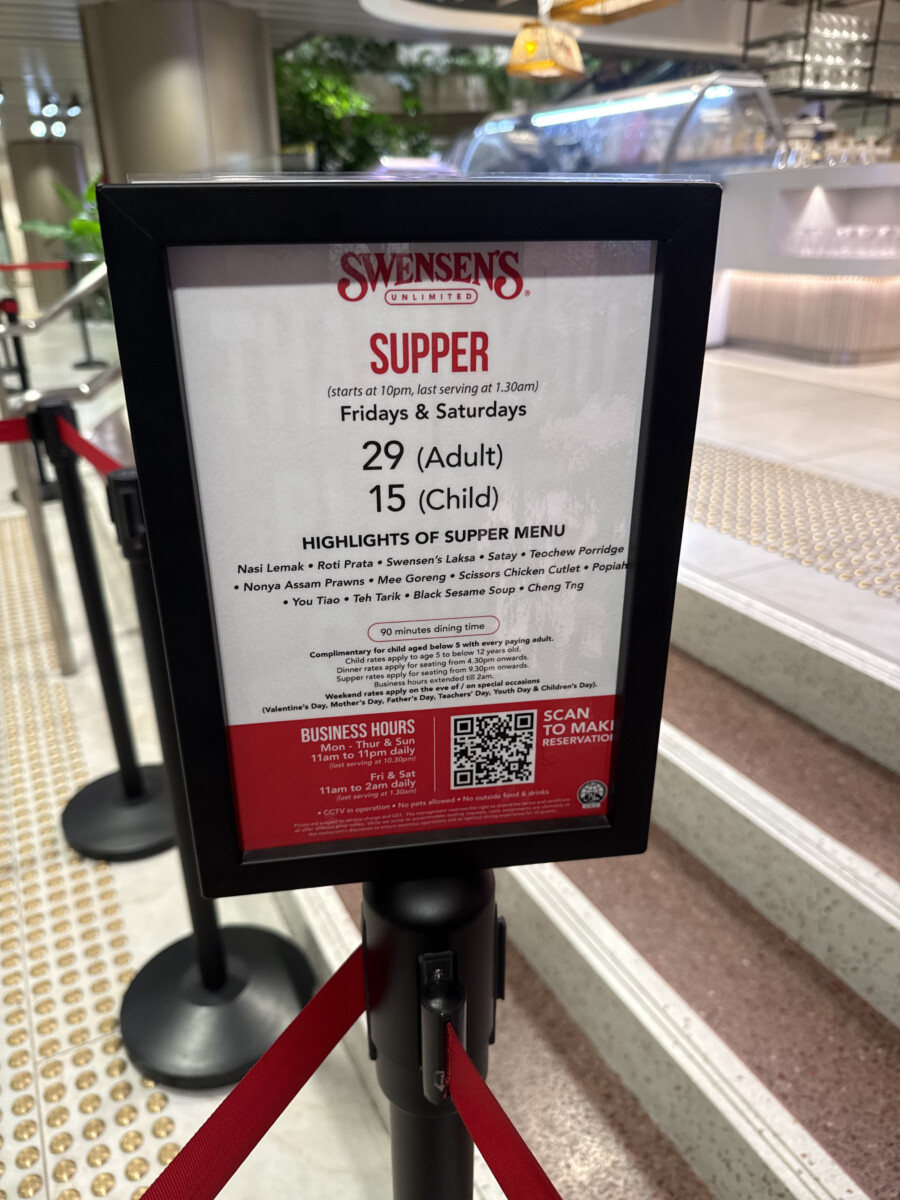 SWENSEN'S
UNLIMITED
SUPPER
(starts at 10pm, last serving at 1.30am)
Fridays & Saturdays
29 (Adult)
15 (Child)
HIGHLIGHTS OF SUPPER MENU
Nasi Lemak • Roti Prata • Swensen's Laksa • Satay • Teochew Porridge
• Nonya Assam Prawns • Mee Goreng • Scissors Chicken Cutlet • Popiah
• You Tiao • Teh Tarik • Black Sesame Soup • Cheng Tng
90 minutes dining time
Complimentary for child aged below 5 with every paying adult.
Child rates apply to age 5 to below 12 years old.
Dinner rates apply for seating from 4.30pm onwards.
Supper rates apply for seating from 9.30pm onwards.
Business hours extended till 2am.
Weekend rates apply on the eve of / on special occasions
(Valentine's Day, Mother's Day, Father's Day, Teachers' Day, Youth Day & Children's Day).
BUSINESS HOURS
Mon - Thur & Sun
11am to 11pm daily
(last serving at 10.30pm)
Fri & Sat
11am to 2am daily
(last serving at 1.30am)
SCAN
TO MAKE
RESERVATION
• CCTV in operation • No pets allowed • No outside food & drinks